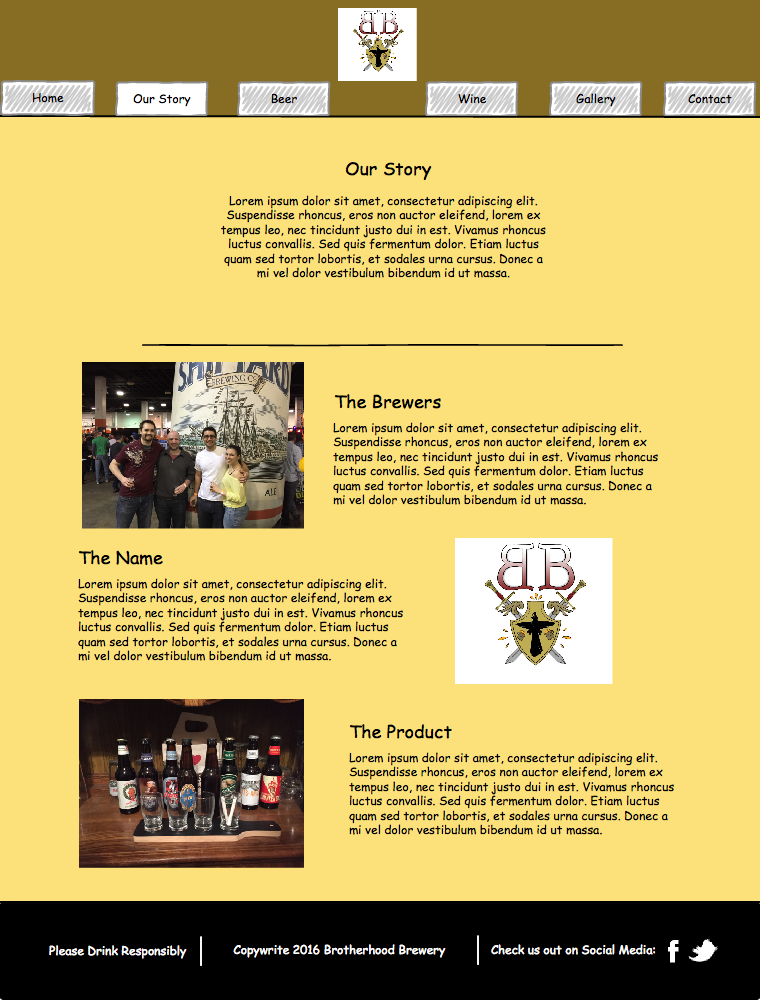 BB
Home
Our Story
Beer
Wine
Gallery
Contact
Our Story
Lorem ipsum dolor sit amet, consectetur adipiscing elit.
Suspendisse rhoncus, eros non auctor eleifend, lorem ex
tempus leo, nec tincidunt justo dui in est. Vivamus rhoncus
luctus convallis. Sed quis fermentum dolor. Etiam luctus
quam sed tortor lobortis, et sodales urna cursus. Donec a
mi vel dolor vestibulum bibendum id ut massa.
SHIPYARD
BREWING CO
ALE
The Brewers
Lorem ipsum dolor sit amet, consectetur adipiscing elit.
Suspendisse rhoncus, eros non auctor eleifend, lorem ex
tempus leo, nec tincidunt justo dui in est. Vivamus rhoncus
luctus convallis. Sed quis fermentum dolor. Etiam luctus
quam sed tortor lobortis, et sodales urna cursus. Donec a
mi vel dolor vestibulum bibendum id ut massa.
The Name
Lorem ipsum dolor sit amet, consectetur adipiscing elit.
Suspendisse rhoncus, eros non auctor eleifend, lorem ex
tempus leo, nec tincidunt justo dui in est. Vivamus rhoncus
luctus convallis. Sed quis fermentum dolor. Etiam luctus
quam sed tortor lobortis, et sodales urna cursus. Donec a
mi vel dolor vestibulum bibendum id ut massa.
BB
The Product
Lorem ipsum dolor sit amet, consectetur adipiscing elit.
Suspendisse rhoncus, eros non auctor eleifend, lorem ex
tempus leo, nec tincidunt justo dui in est. Vivamus rhoncus
luctus convallis. Sed quis fermentum dolor. Etiam luctus
quam sed tortor lobortis, et sodales urna cursus. Donec a
mi vel dolor vestibulum bibendum id ut massa.
Please Drink Responsibly
Copywrite 2016 Brotherhood Brewery
Check us out on Social Media: